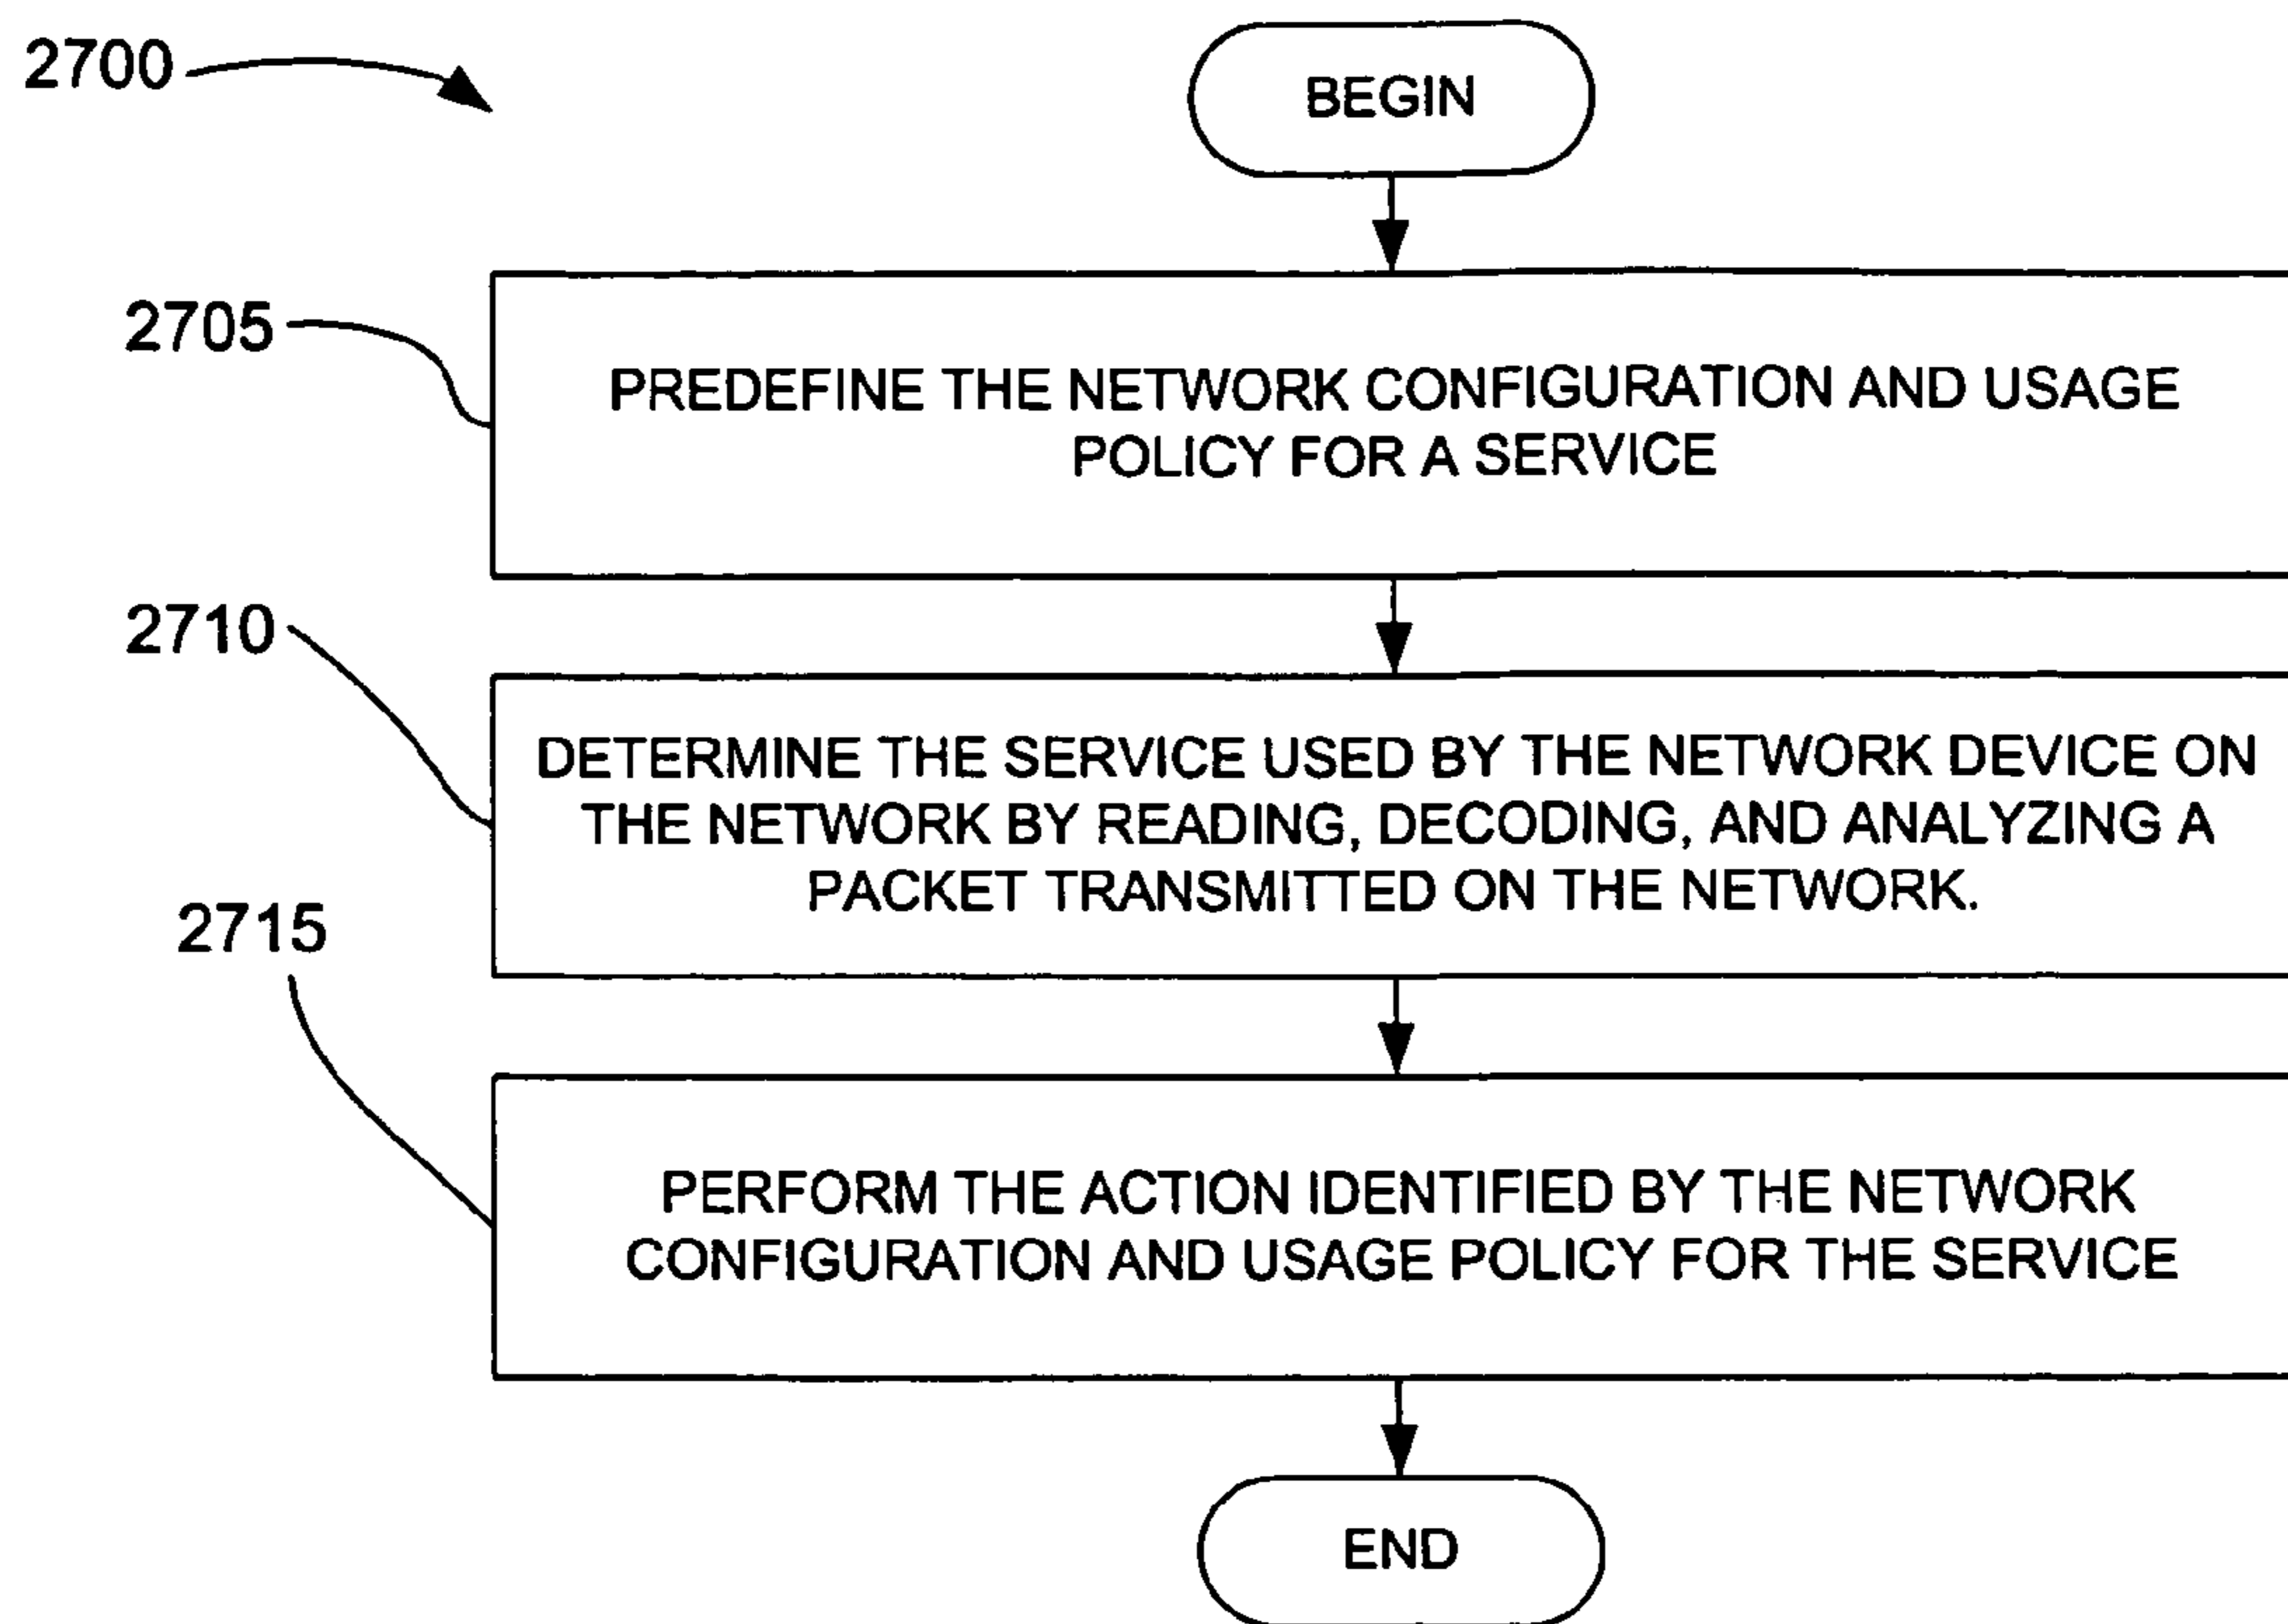 2700
BEGIN
2705
PREDEFINE THE NETWORK CONFIGURATION AND USAGE
POLICY FOR A SERVICE
2710
DETERMINE THE SERVICE USED BY THE NETWORK DEVICE ON
THE NETWORK BY READING, DECODING, AND ANALYZING A
PACKET TRANSMITTED ON THE NETWORK.
2715
PERFORM THE ACTION IDENTIFIED BY THE NETWORK
CONFIGURATION AND USAGE POLICY FOR THE SERVICE
END